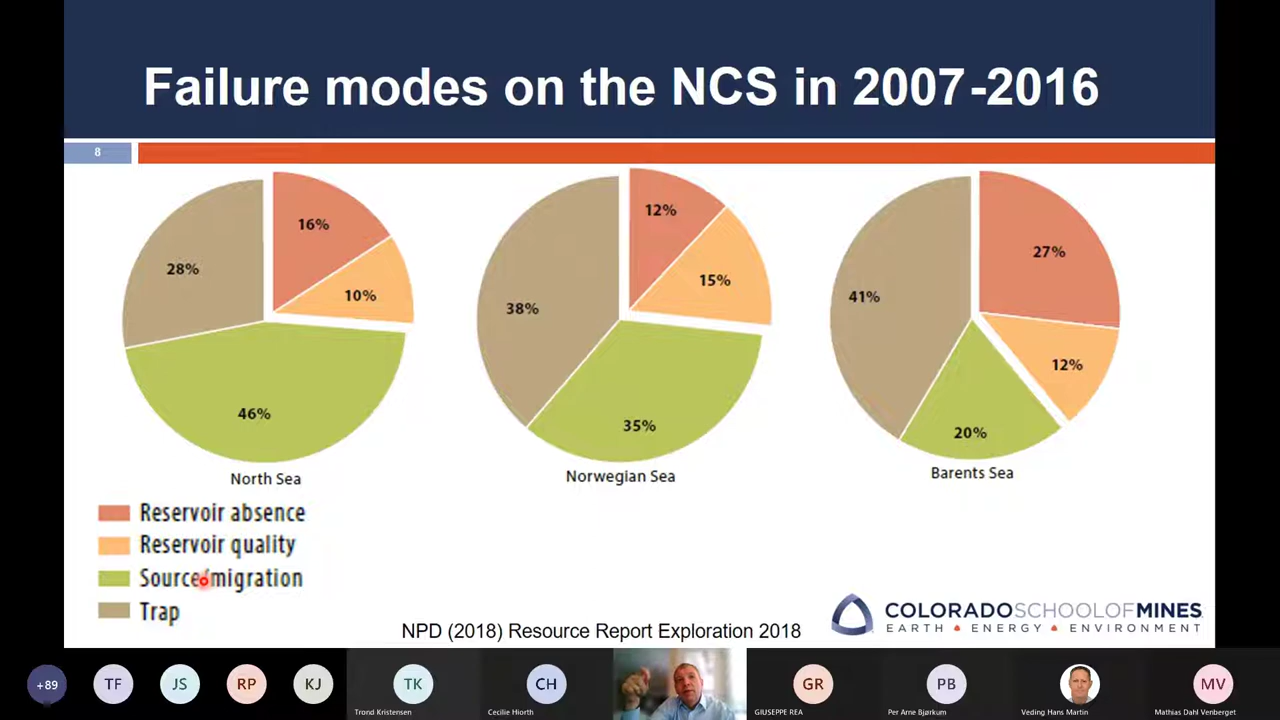 Failure modes on the NCS in 2007-2016
8
16%
10%
46%
28%
North Sea
12%
15%
35%
38%
Norwegian Sea
27%
12%
20%
41%
Barents Sea
Reservoir absence
Reservoir quality
Source/migration
Trap
NPD (2018) Resource Report Exploration 2018
COLORADOSCHOOLOFMINES
EARTH ENERGY ENVIRONMENT
+89
TF
JS
RP
KJ
TK
Trond Kristensen
CH
Cecilie Hiorth
GR
GIUSEPPE REA
PB
Per Arne Bjørkum
Veding Hans Martin
MV
Mathias Dahl Venberget